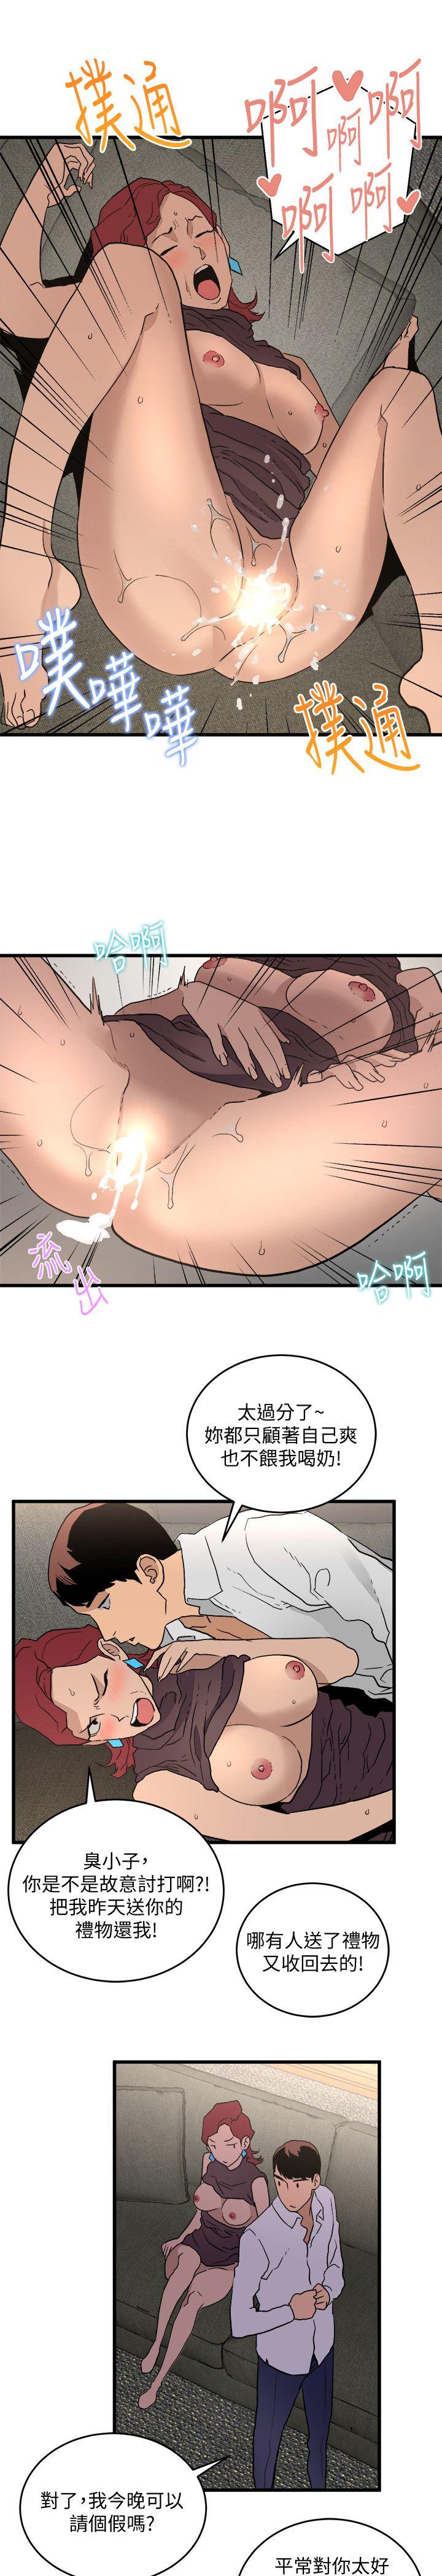 撲通
啊啊啊
啊啊
噗嘩嘩
撲通
哈啊
流出
哈啊
太過分了~
妳都只顧著自己爽
也不餵我喝奶!
臭小子,
你是不是故意討打啊?!
把我昨天送你的
禮物還我!
哪有人送了禮物
又收回去的!
對了,我今晚可以
請個假嗎?
平常對你太好